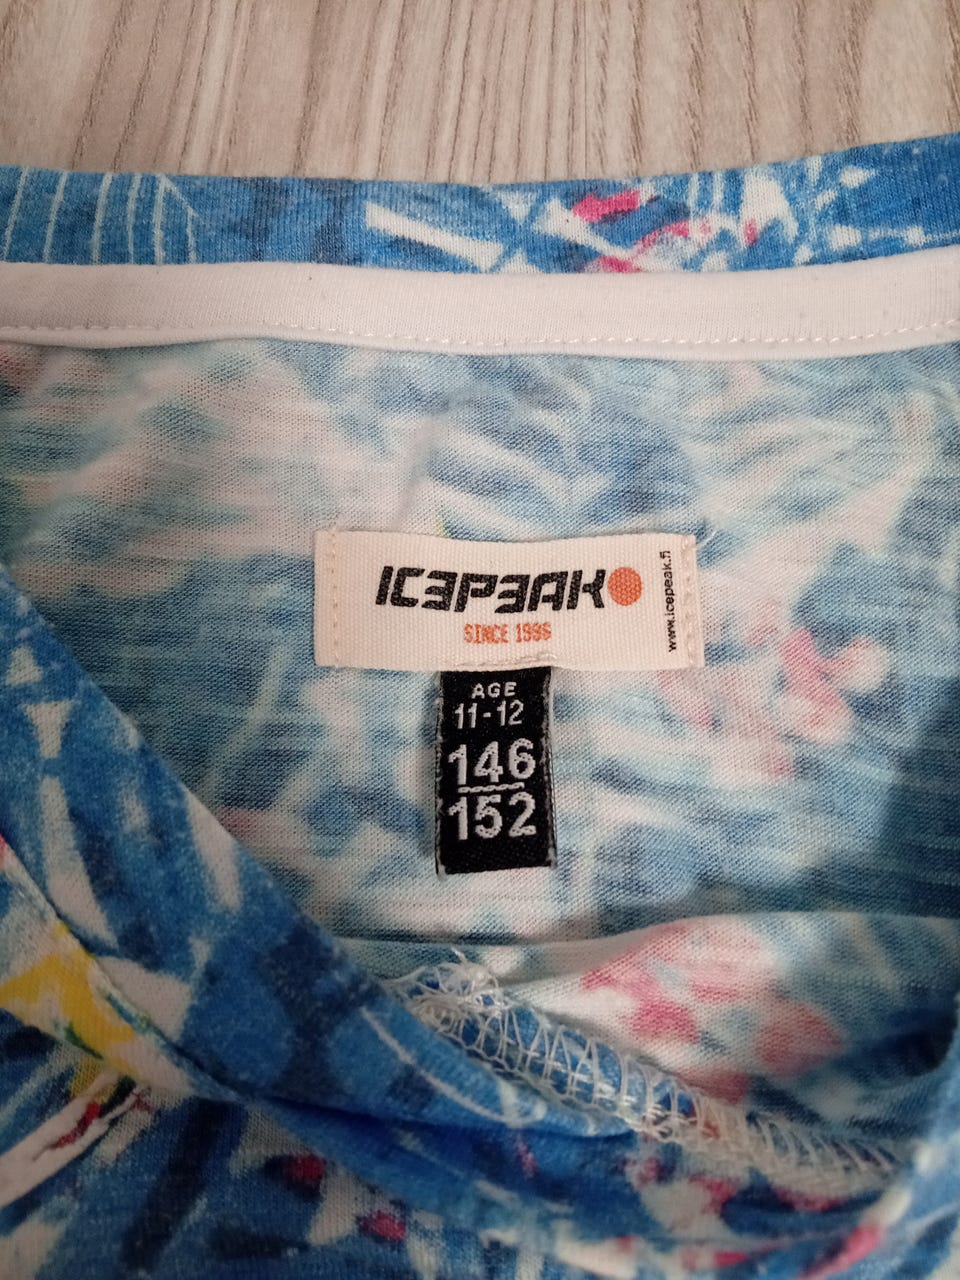 ICEPEAK
SINCE 1996
www.icepeak.fi
AGE
11-12
146
152